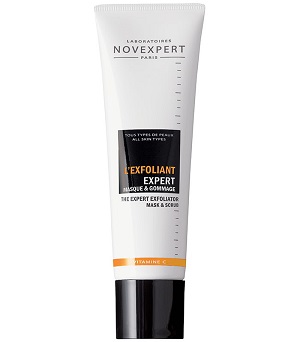 LABORATOIRES
NOVEXPERT
PARIS
TOUS TYPES DE PEAUX
ALL SKIN TYPES
L'EXFOLIANT
EXPERT
MASQUE & GOMMAGE
THE EXPERT EXFOLIATOR
MASK & SCRUB
VITAMINE C